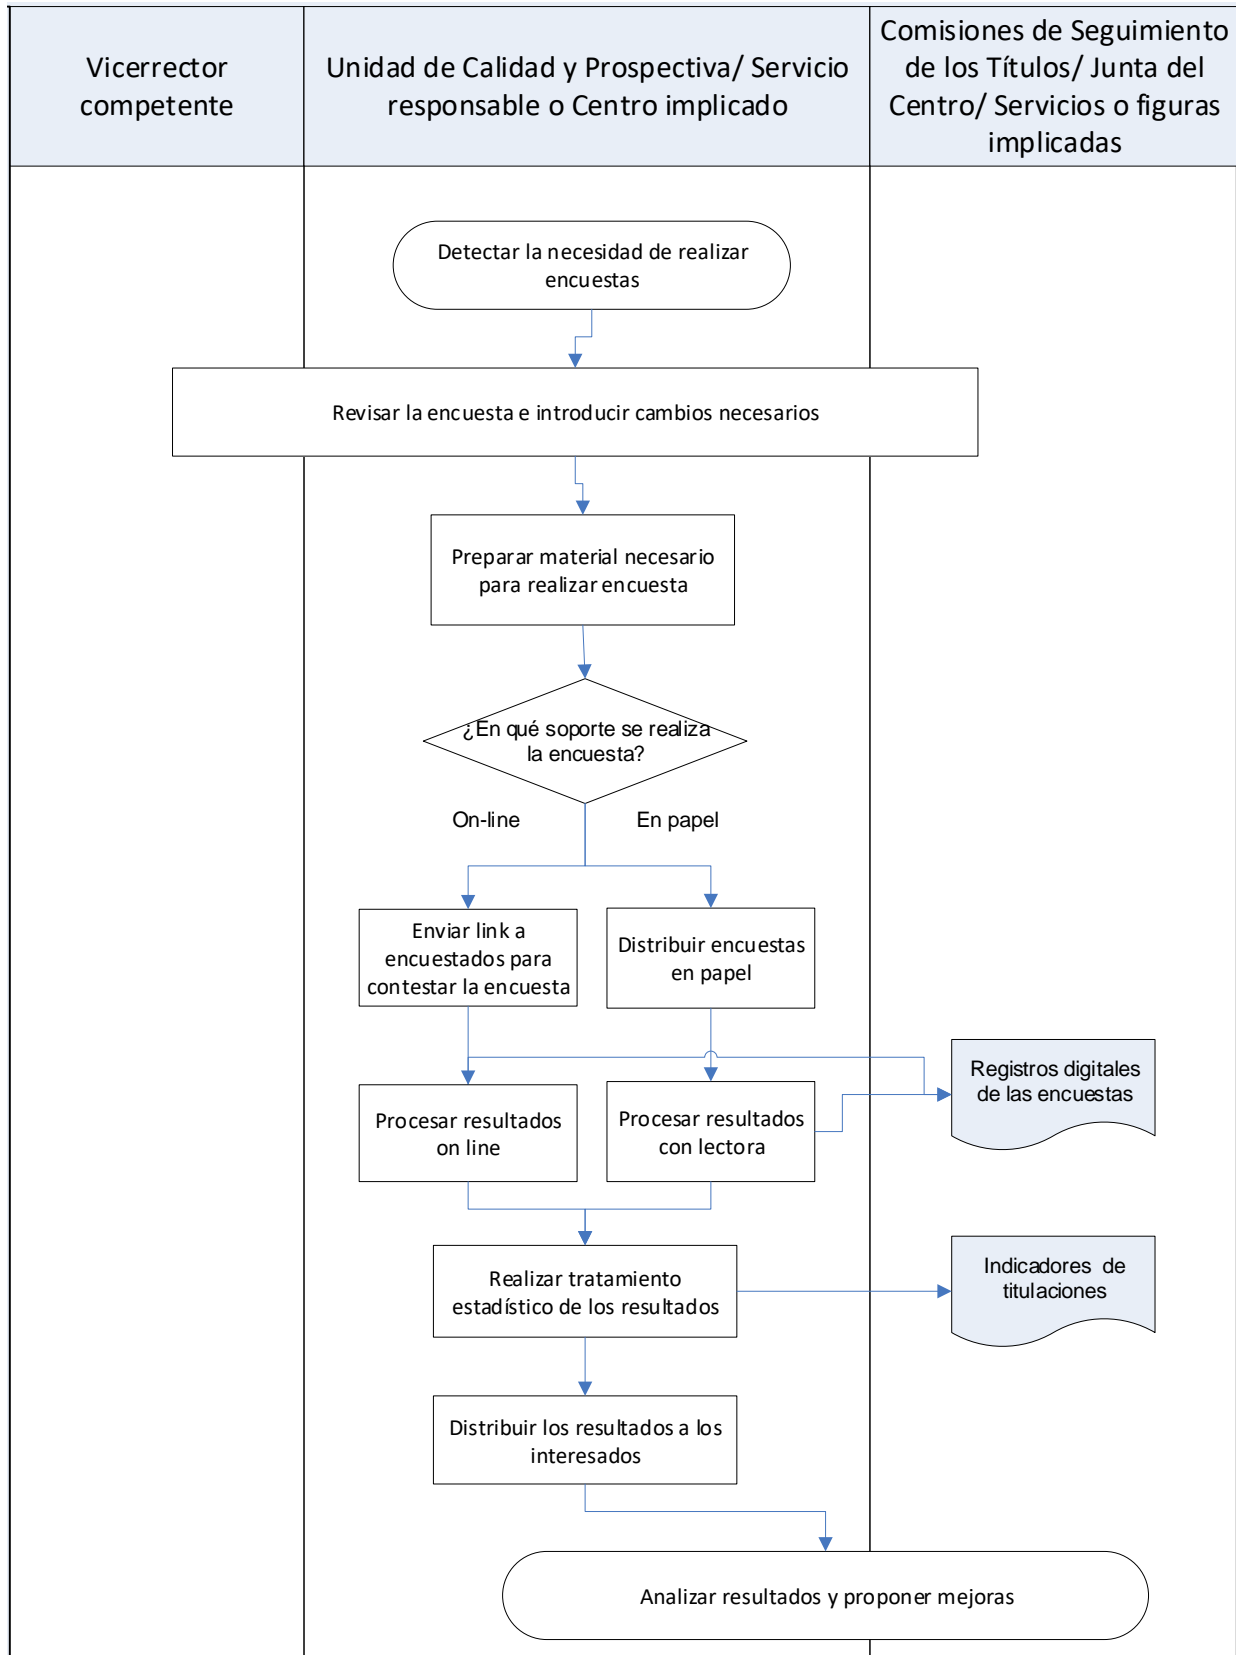 Vicerrector
competente
Unidad de Calidad y Prospectiva/ Servicio
responsable o Centro implicado
Comisiones de Seguimiento
de los Títulos/ Junta del
Centro/ Servicios o figuras
implicadas
Detectar la necesidad de realizar
encuestas
Revisar la encuesta e introducir cambios necesarios
Preparar material necesario
para realizar encuesta
¿En qué soporte se realiza
la encuesta?
On-line
En papel
Enviar link a
encuestados para
contestar la encuesta
Distribuir encuestas
en papel
Registros digitales
de las encuestas
Procesar resultados
on line
Procesar resultados
con lectora
Realizar tratamiento
estadístico de los resultados
Indicadores de
titulaciones
Distribuir los resultados a los
interesados
Analizar resultados y proponer mejoras